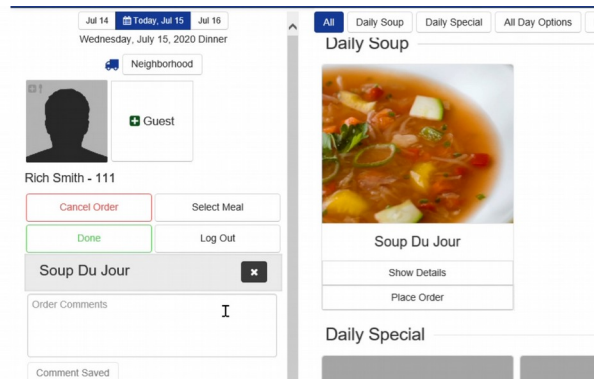 Jul 14 Today, Jul 15 Jul 16
Wednesday, July 15, 2020 Dinner
Neighborhood
Guest
Rich Smith - 111
Cancel Order Select Meal
Done Log Out
Soup Du Jour
Order Comments
Comment Saved
All Daily Soup Daily Special All Day Options
Daily Soup
Soup Du Jour
Show Details
Place Order
Daily Special